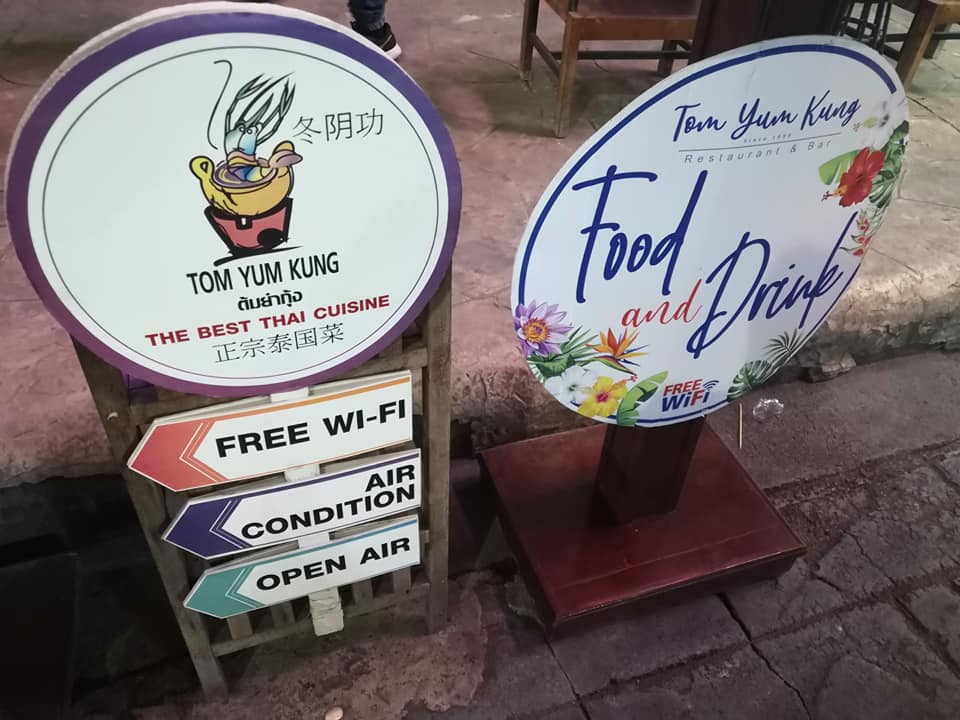 冬阴功
TOM YUM KUNG
ต้มยำกุ้ง
THE BEST THAI CUISINE
正宗泰国菜
FREE WI-FI
AIR
CONDITION
OPEN AIR
Tom Yum Kung
Restaurant & Bar
Food
and
Drink
FREE
WiFi